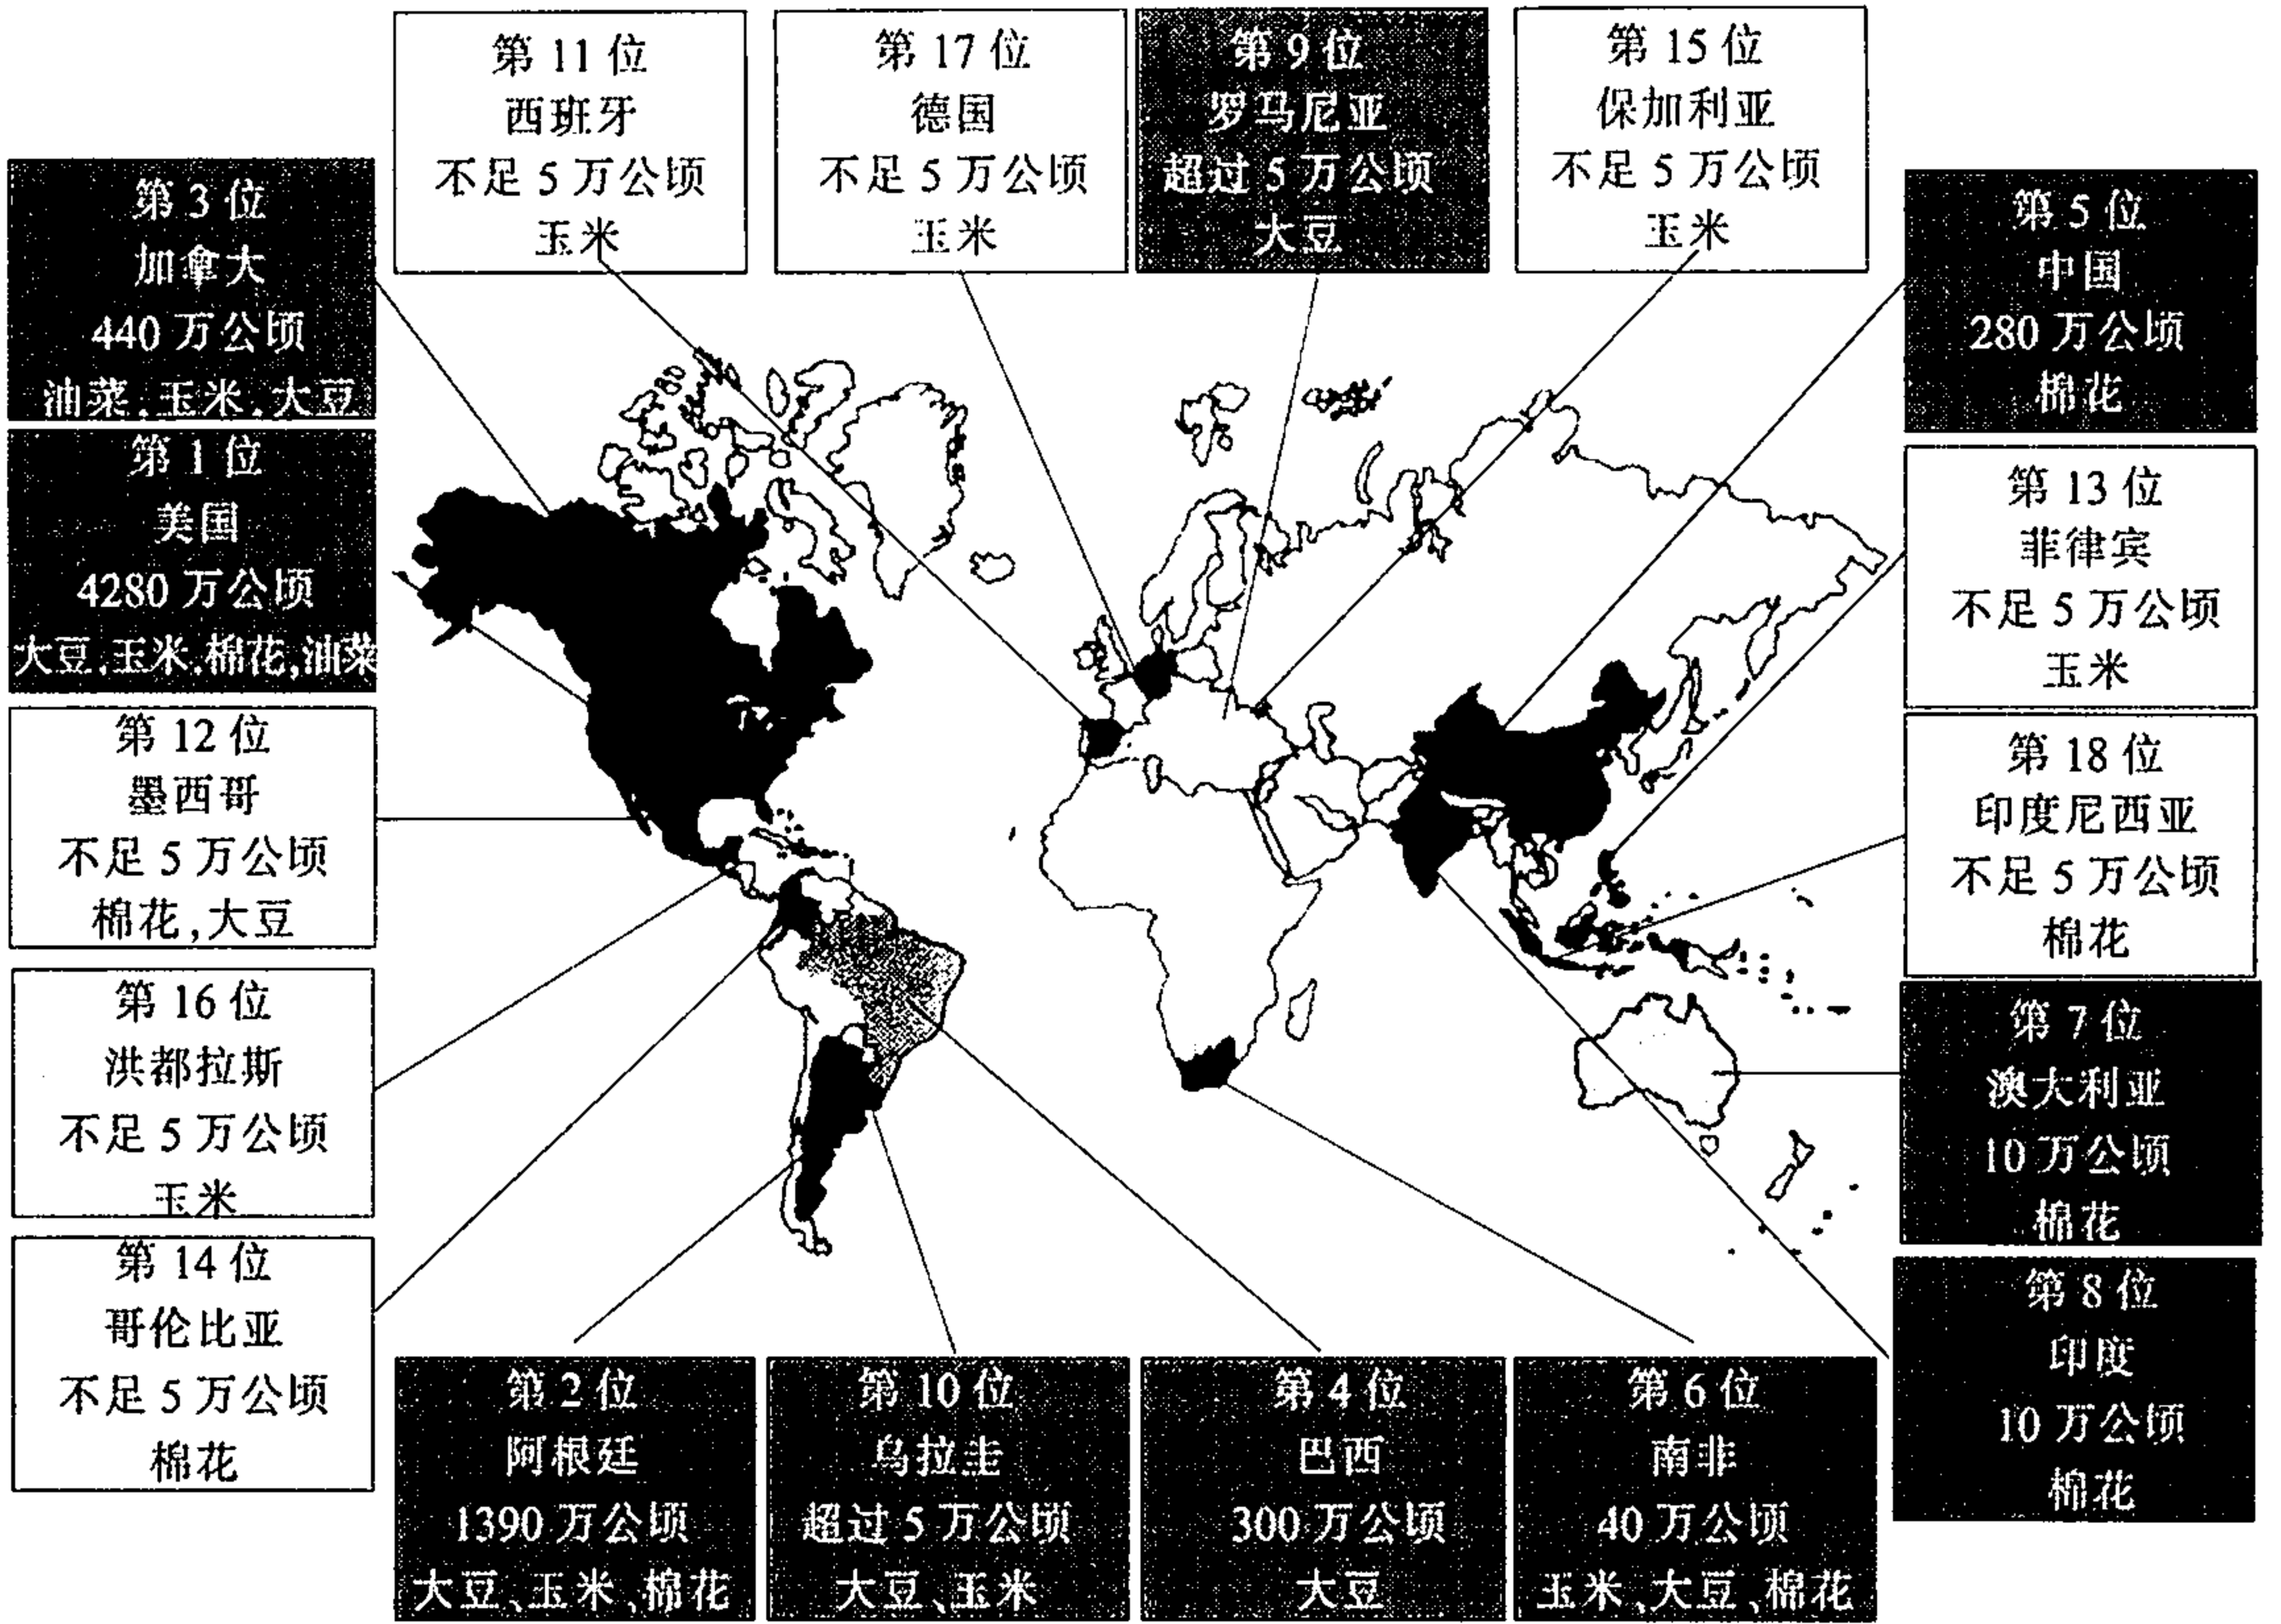 第 11 位
西班牙
不足 5 万公顷
玉米
第 17 位
德国
不足 5 万公顷
玉米
第 9 位
罗马尼亚
超过 5 万公顷
大豆
第 15 位
保加利亚
不足 5 万公顷
玉米
第 3 位
加拿大
440 万公顷
油菜,玉米,大豆
第 1 位
美国
4280 万公顷
大豆,玉米,棉花,油菜
第 12 位
墨西哥
不足 5 万公顷
棉花,大豆
第 16 位
洪都拉斯
不足 5 万公顷
玉米
第 14 位
哥伦比亚
不足 5 万公顷
棉花
第 5 位
中国
280 万公顷
棉花
第 13 位
菲律宾
不足 5 万公顷
玉米
第 18 位
印度尼西亚
不足 5 万公顷
棉花
第 7 位
澳大利亚
10 万公顷
棉花
第 8 位
印度
10 万公顷
棉花
第 2 位
阿根廷
1390 万公顷
大豆、玉米、棉花
第 10 位
乌拉圭
超过 5 万公顷
大豆、玉米
第 4 位
巴西
300 万公顷
大豆
第 6 位
南非
40 万公顷
玉米、大豆、棉花